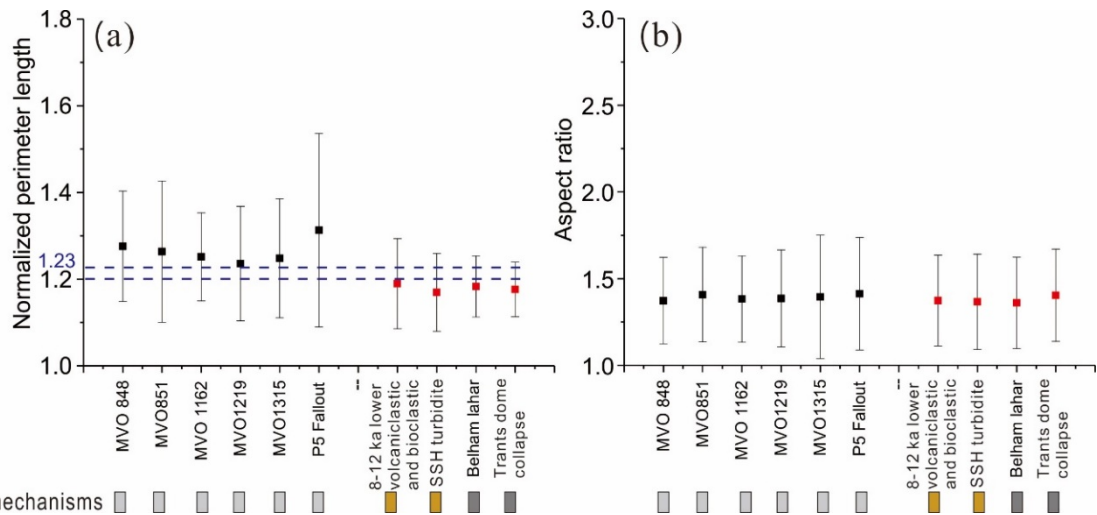 (a)
Normalized perimeter length
1.8
1.6
1.4
1.23
1.2
1.0
MVO 848
MVO851
MVO 1162
MVO1219
MVO1315
P5 Fallout
--
8-12 ka lower
volcaniclastic
and bioclastic
SSH turbidite
Belham lahar
Trants dome
collapse
(b)
Aspect ratio
3.0
2.5
2.0
1.5
1.0
MVO 848
MVO851
MVO 1162
MVO1219
MVO1315
P5 Fallout
--
8-12 ka lower
volcaniclastic
and bioclastic
SSH turbidite
Belham lahar
Trants dome
collapse
mechanisms